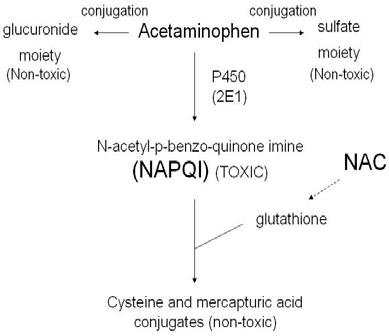 conjugation
conjugation
glucuronide
moiety
(Non-toxic)
Acetaminophen
sulfate
moiety
(Non-toxic)
P450
(2E1)
N-acetyl-p-benzo-quinone imine
(NAPQI) (TOXIC)
NAC
glutathione
Cysteine and mercapturic acid
conjugates (non-toxic)